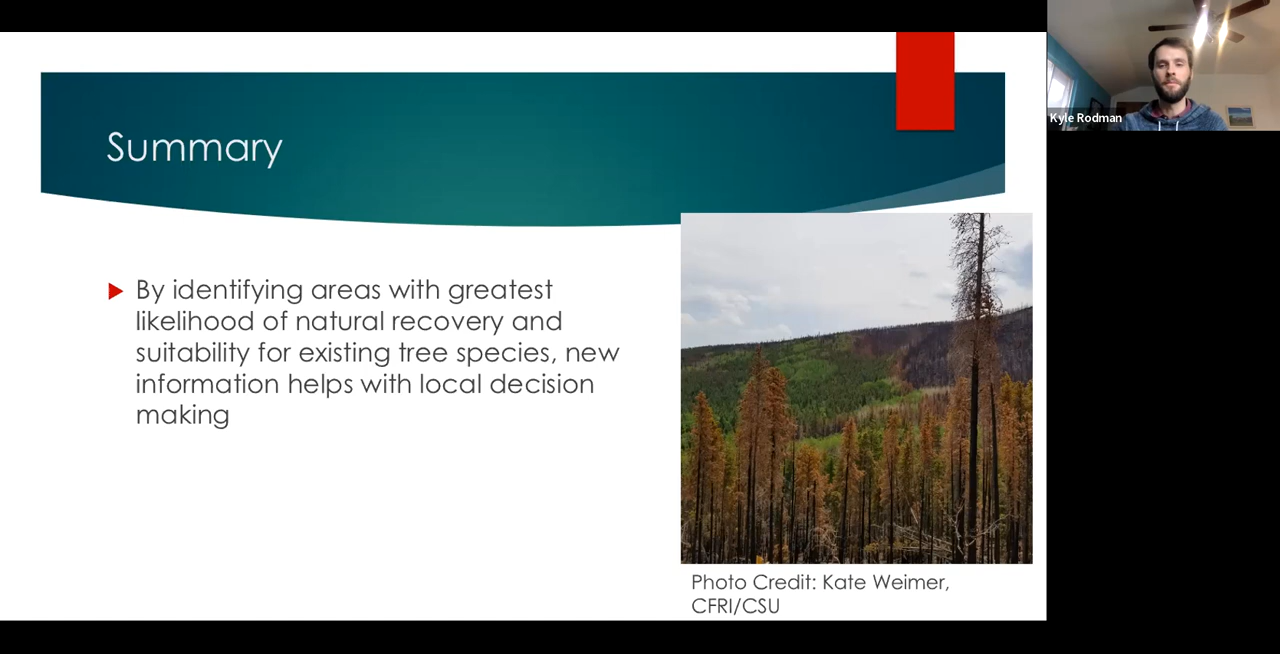 Summary
By identifying areas with greatest
likelihood of natural recovery and
suitability for existing tree species, new
information helps with local decision
making
Photo Credit: Kate Weimer,
CFRI/CSU
Kyle Rodman